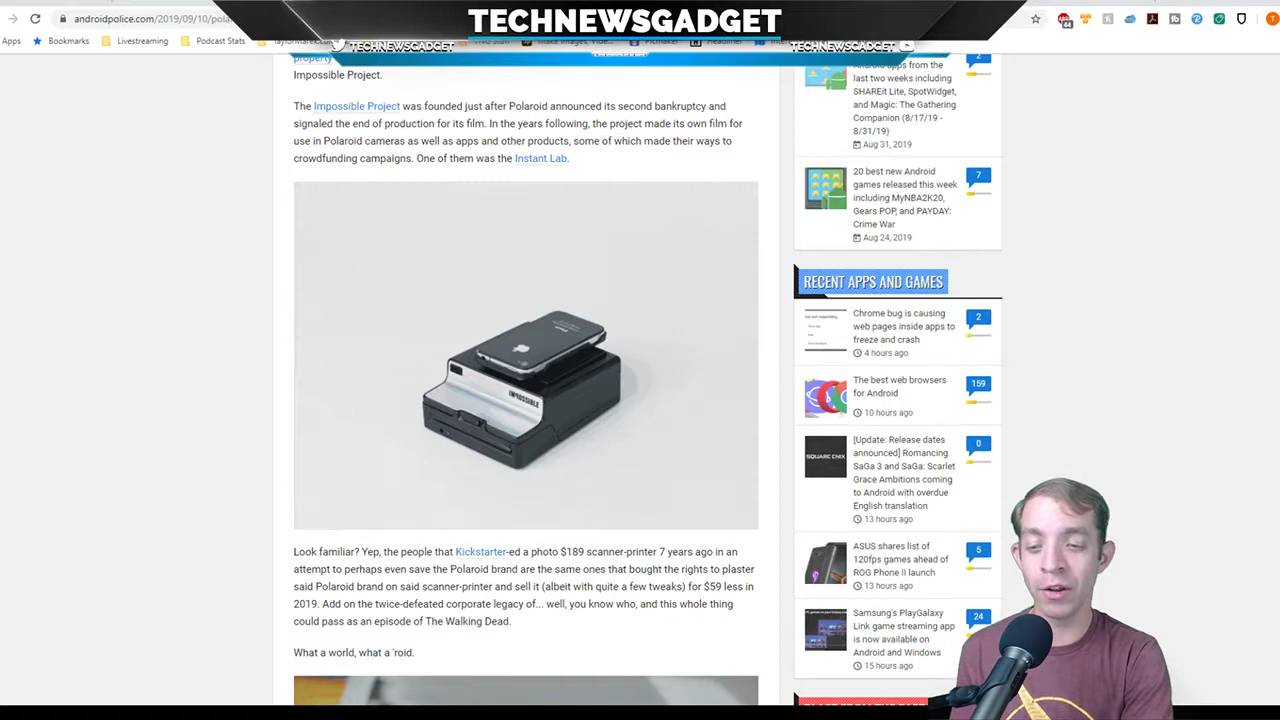 TECHNEWSGADGET
androidpolice.com/2019/09/10/pola
Apps
Bookmarks
Livestreaming
Podcast Stats
TECHNEWSGADGET
TECHNEWSGADGET
property
Impossible Project.
The Impossible Project was founded just after Polaroid announced its second bankruptcy and
signaled the end of production for its film. In the years following, the project made its own film for
use in Polaroid cameras as well as apps and other products, some of which made their ways to
crowdfunding campaigns. One of them was the Instant Lab.
IMPOSSIBLE
Look familiar? Yep, the people that Kickstarter-ed a photo $189 scanner-printer 7 years ago in an
attempt to perhaps even save the Polaroid brand are the same ones that bought the rights to plaster
said Polaroid brand on said scanner-printer and sell it (albeit with quite a few tweaks) for $59 less in
2019. Add on the twice-defeated corporate legacy of... well, you know who, and this whole thing
could pass as an episode of The Walking Dead.
What a world, what a 'roid.
Android apps from the
last two weeks including
SHAREit Lite, SpotWidget,
and Magic: The Gathering
Companion (8/17/19 -
8/31/19)
Aug 31, 2019
2
20 best new Android
games released this week
including MyNBA2K20,
Gears POP, and PAYDAY:
Crime War
Aug 24, 2019
7
RECENT APPS AND GAMES
Chrome bug is causing
web pages inside apps to
freeze and crash
4 hours ago
2
The best web browsers
for Android
10 hours ago
159
[Update: Release dates
announced] Romancing
SaGa 3 and SaGa: Scarlet
Grace Ambitions coming
to Android with overdue
English translation
13 hours ago
0
SQUARE ENIX
ASUS shares list of
120fps games ahead of
ROG Phone II launch
13 hours ago
5
Samsung's PlayGalaxy
Link game streaming app
is now available on
Android and Windows
15 hours ago
24